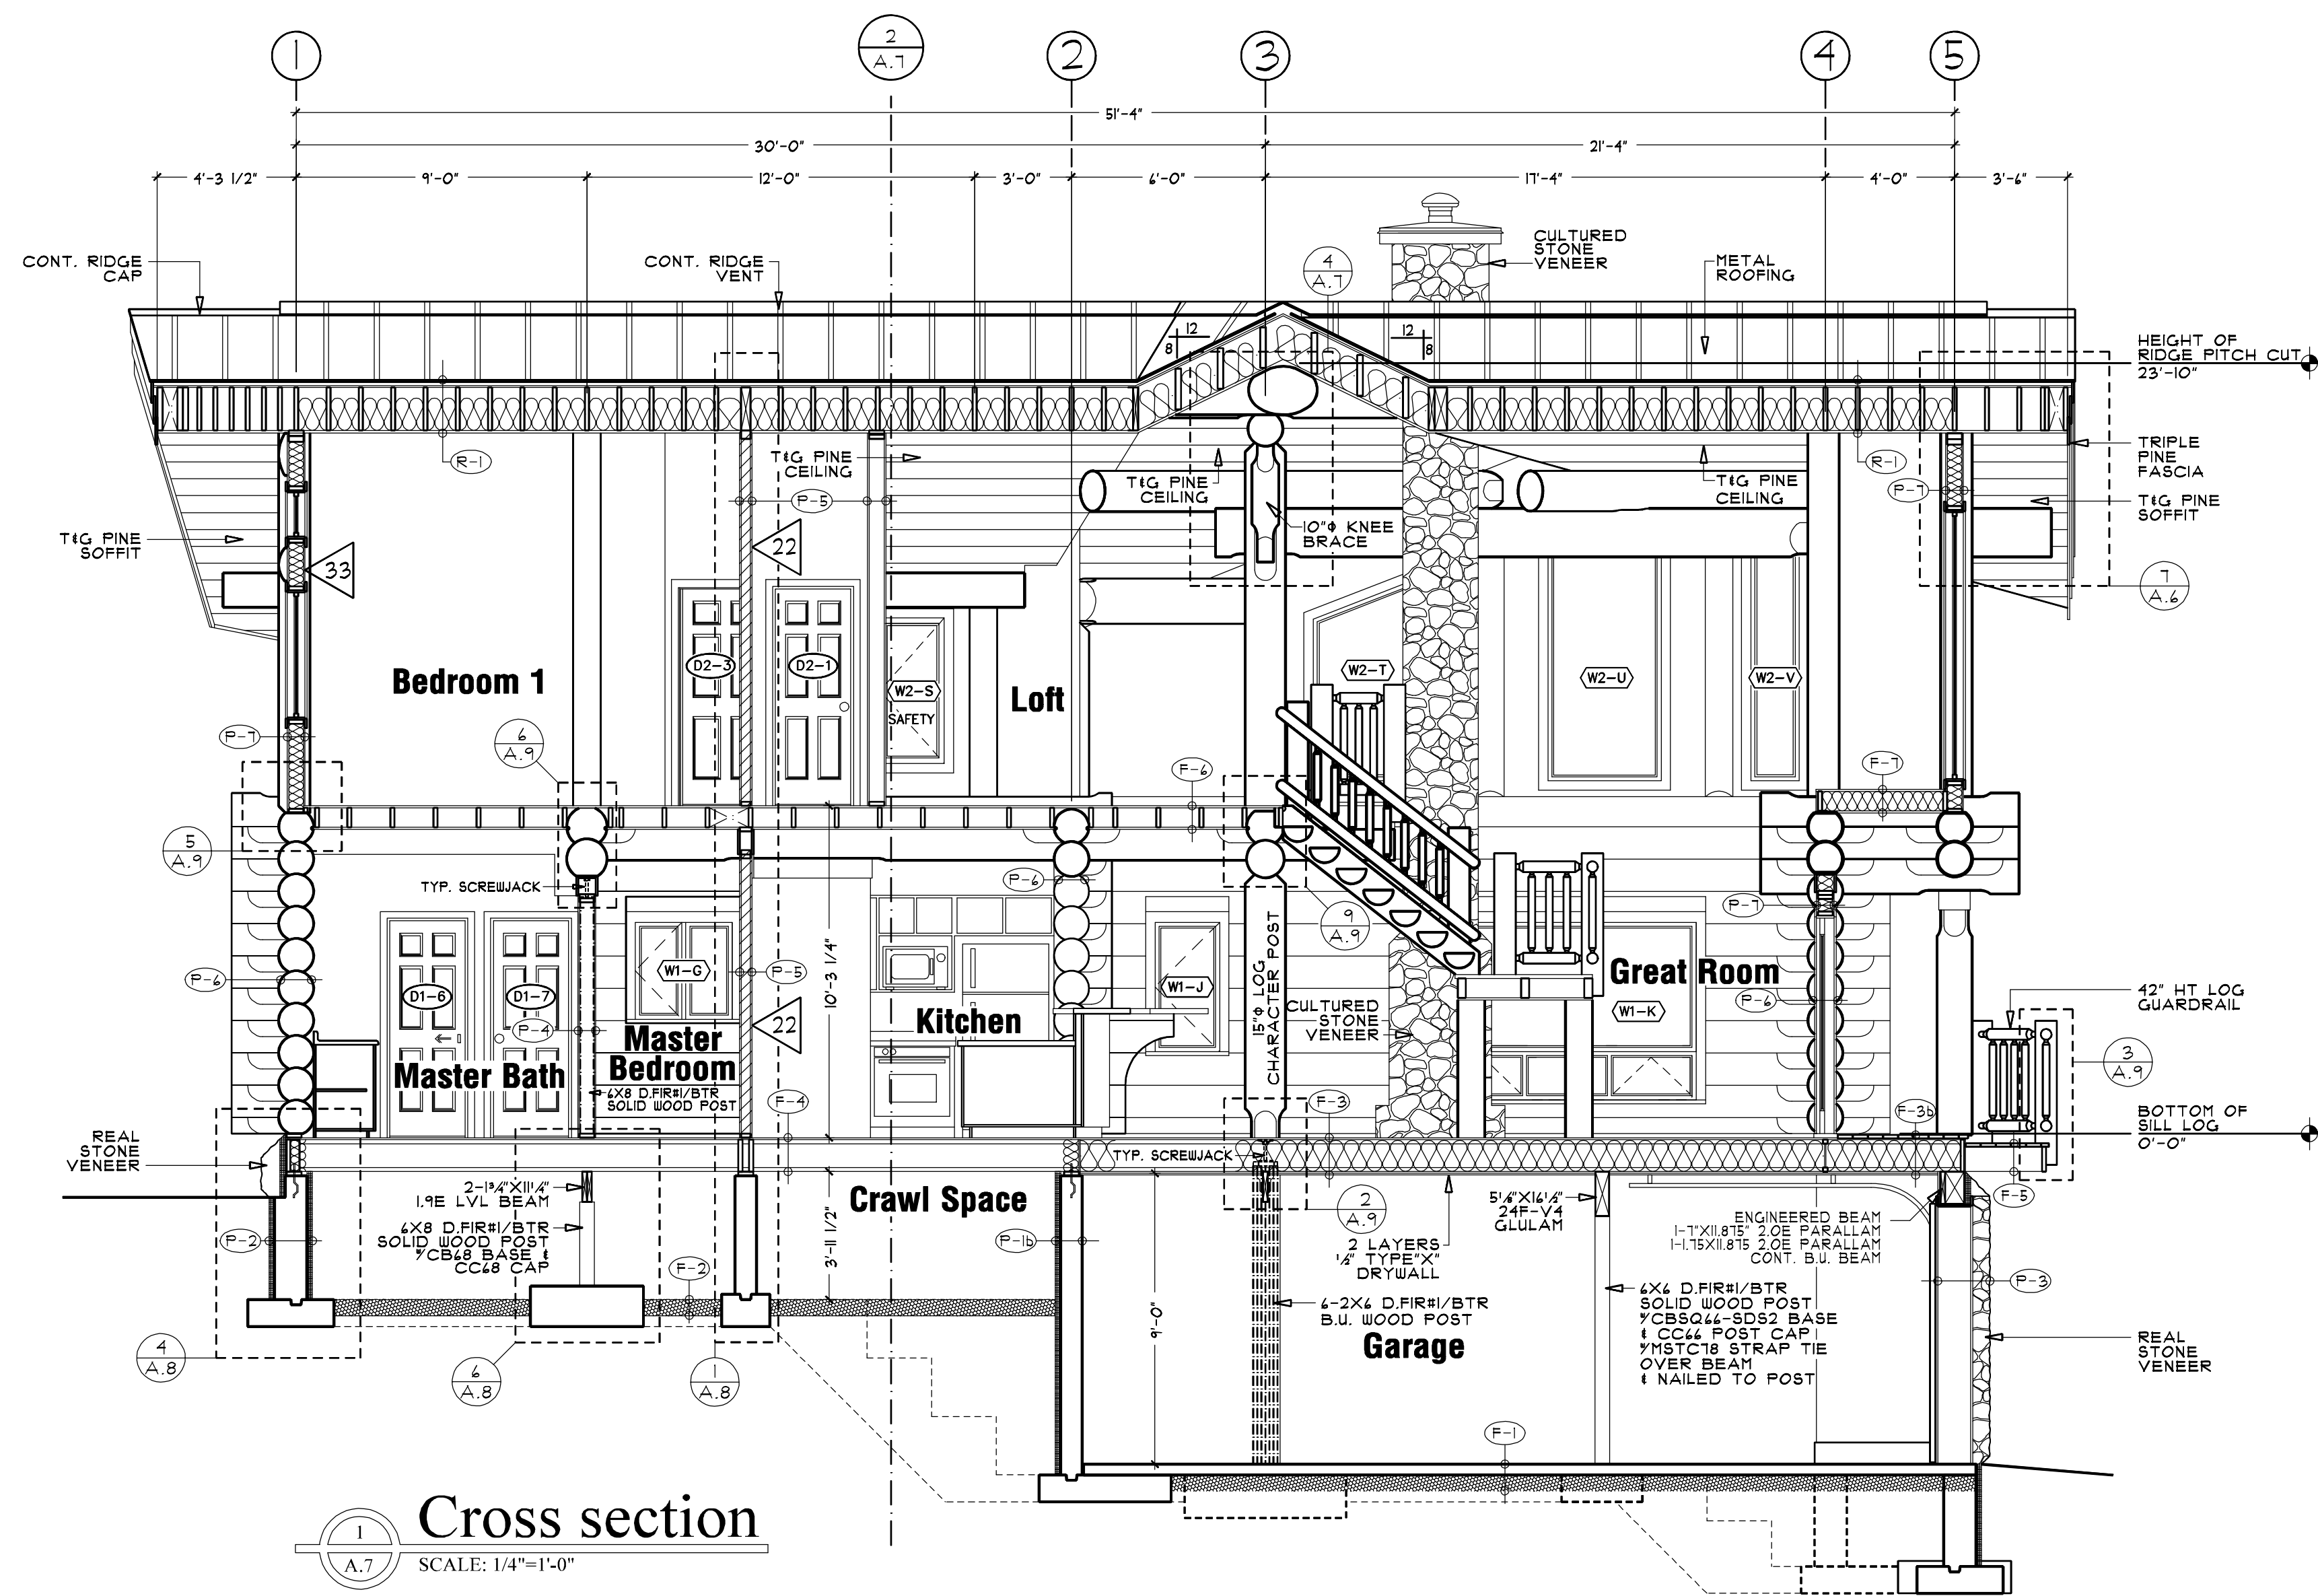 1
2
A.7
2
3
4
5
51'-4"
30'-0"
21'-4"
4'-3 1/2"
9'-0"
12'-0"
3'-0"
6'-0"
17'-4"
4'-0"
3'-6"
CONT. RIDGE
CAP
CONT. RIDGE
VENT
4
A.7
CULTURED
STONE
VENEER
METAL
ROOFING
12
8
12
8
HEIGHT OF
RIDGE PITCH CUT
23'-10"
R-1
T&G PINE
CEILING
P-5
T&G PINE
CEILING
T&G PINE
CEILING
R-1
P-7
TRIPLE
PINE
FASCIA
T&G PINE
SOFFIT
T&G PINE
SOFFIT
33
22
10"Φ KNEE
BRACE
7
A.6
Bedroom 1
D2-3
D2-1
W2-S
SAFETY
Loft
W2-T
W2-U
W2-V
P-7
6
A.9
F-6
F-7
5
A.9
TYP. SCREWJACK
P-6
P-7
9
A.9
P-6
D1-6
D1-7
P-4
W1-G
P-5
22
10'-3 1/4"
Master
Bedroom
Master Bath
6X8 D.FIR#1/BTR
SOLID WOOD POST
Kitchen
W1-J
15"Φ LOG
CHARACTER POST
CULTURED
STONE
VENEER
Great Room
W1-K
P-6
42" HT LOG
GUARDRAIL
3
A.9
F-4
F-3
F-3b
REAL
STONE
VENEER
BOTTOM OF
SILL LOG
0'-0"
TYP. SCREWJACK
2-1¾"X11¼"
1.9E LVL BEAM
6X8 D.FIR#1/BTR
SOLID WOOD POST
W/CB68 BASE &
CC68 CAP
P-2
F-2
3'-11 1/2"
Crawl Space
P-1b
2
A.9
5⅛"X16½"
24F-V4
GLULAM
F-5
2 LAYERS
½" TYPE"X"
DRYWALL
ENGINEERED BEAM
1-7"X11.875" 2.0E PARALLAM
1-1.75X11.875 2.0E PARALLAM
CONT. B.U. BEAM
P-3
6-2X6 D.FIR#1/BTR
B.U. WOOD POST
9'-0"
Garage
6X6 D.FIR#1/BTR
SOLID WOOD POST
W/CBSQ66-SDS2 BASE
& CC66 POST CAP
W/MSTC78 STRAP TIE
OVER BEAM
& NAILED TO POST
REAL
STONE
VENEER
4
A.8
6
A.8
1
A.8
F-1
1
A.7
Cross section
SCALE: 1/4"=1'-0"